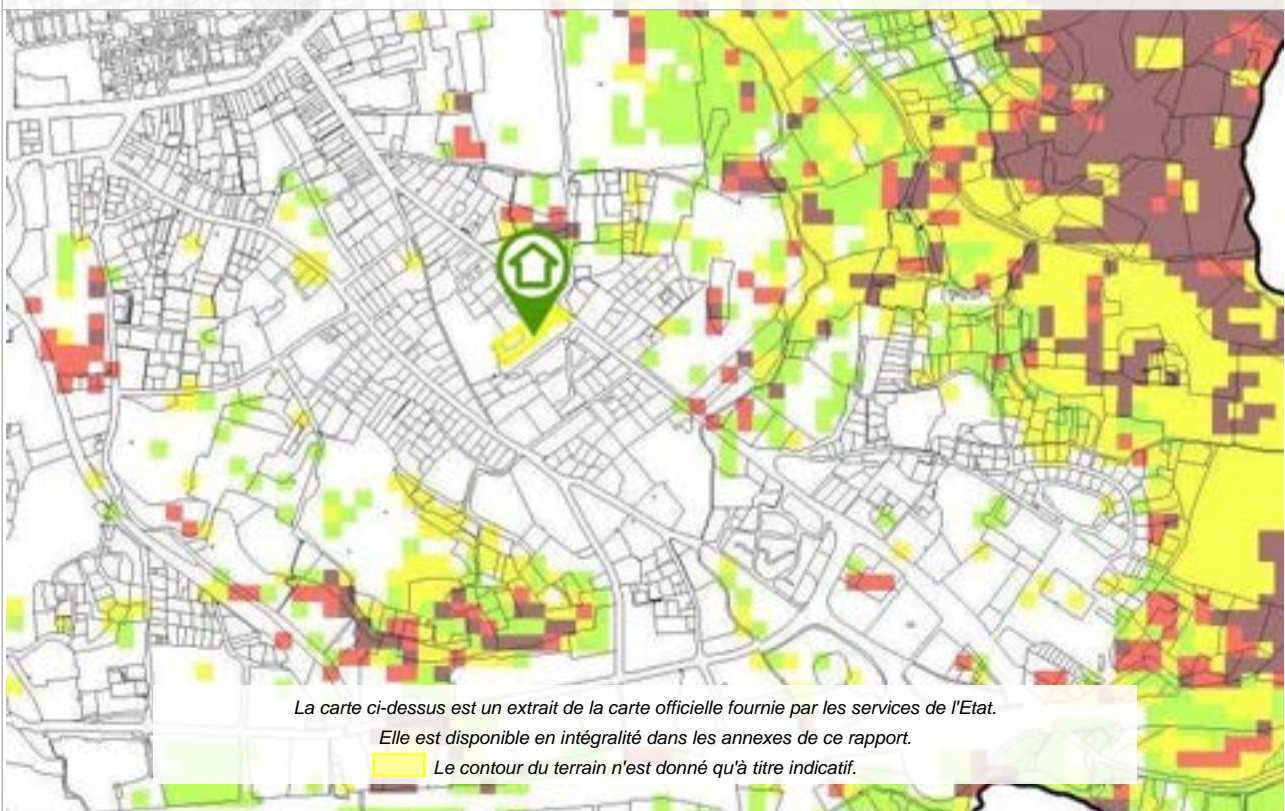 La carte ci-dessus est un extrait de la carte officielle fournie par les services de l'Etat.
Elle est disponible en intégralité dans les annexes de ce rapport.
Le contour du terrain n'est donné qu'à titre indicatif.